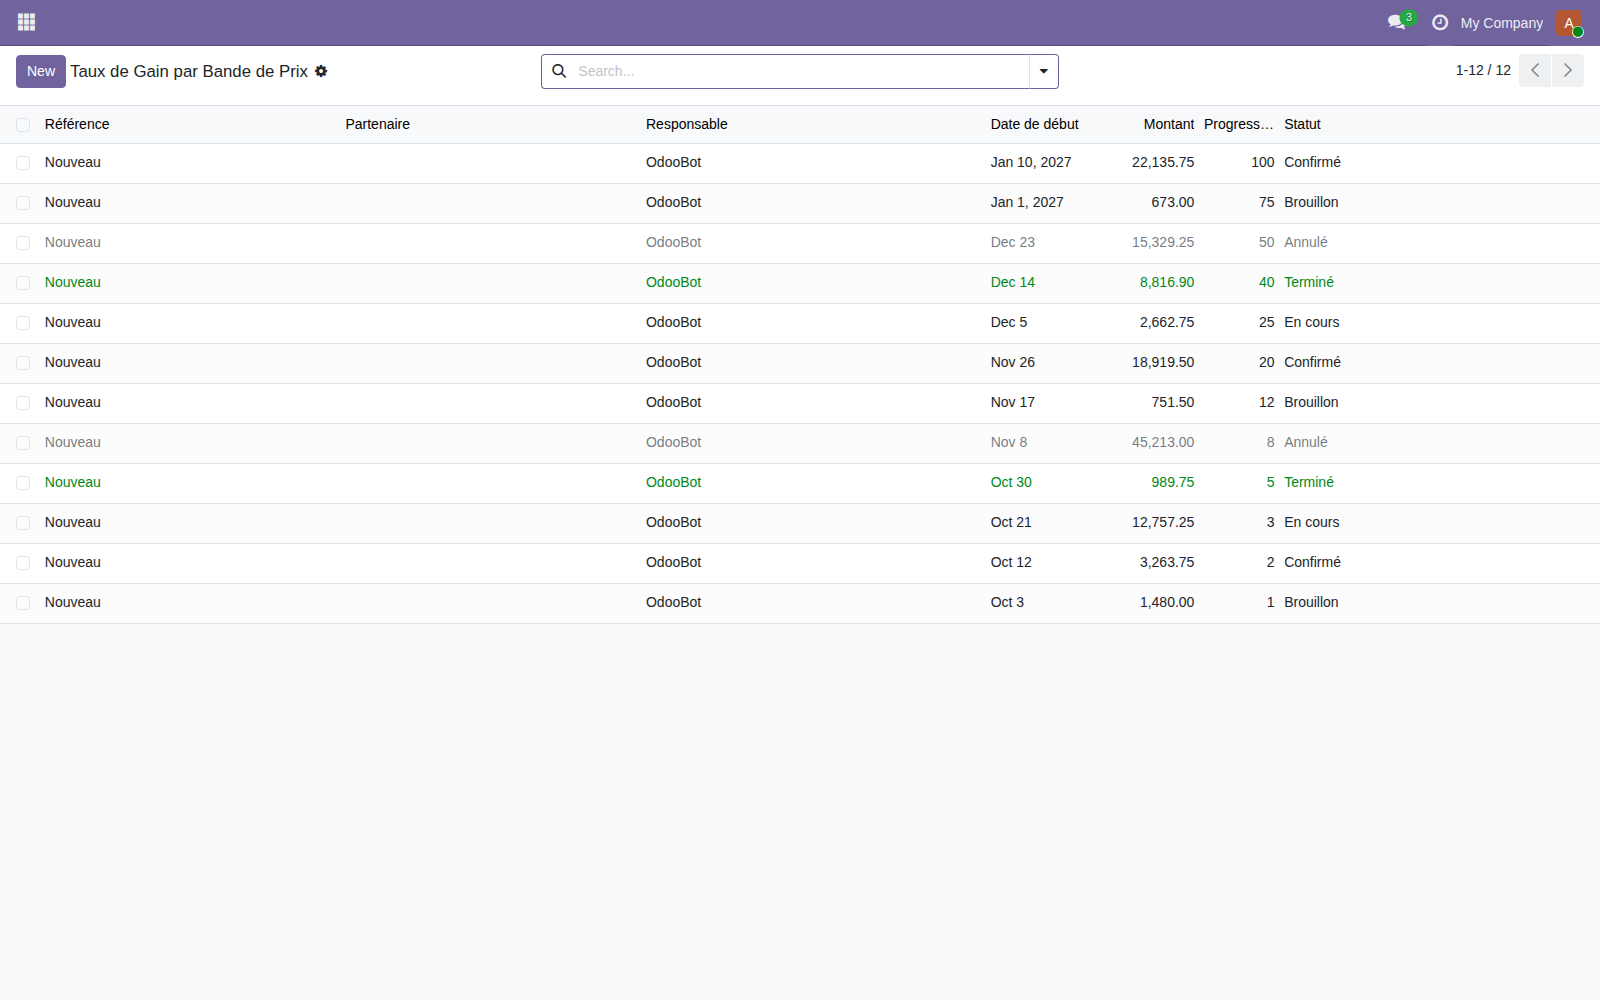 3 My Company A
New Taux de Gain par Bande de Prix Search... 1-12 / 12
Référence Partenaire Responsable Date de début Montant Progress… Statut
Nouveau OdooBot Jan 10, 2027 22,135.75 100 Confirmé
Nouveau OdooBot Jan 1, 2027 673.00 75 Brouillon
Nouveau OdooBot Dec 23 15,329.25 50 Annulé
Nouveau OdooBot Dec 14 8,816.90 40 Terminé
Nouveau OdooBot Dec 5 2,662.75 25 En cours
Nouveau OdooBot Nov 26 18,919.50 20 Confirmé
Nouveau OdooBot Nov 17 751.50 12 Brouillon
Nouveau OdooBot Nov 8 45,213.00 8 Annulé
Nouveau OdooBot Oct 30 989.75 5 Terminé
Nouveau OdooBot Oct 21 12,757.25 3 En cours
Nouveau OdooBot Oct 12 3,263.75 2 Confirmé
Nouveau OdooBot Oct 3 1,480.00 1 Brouillon